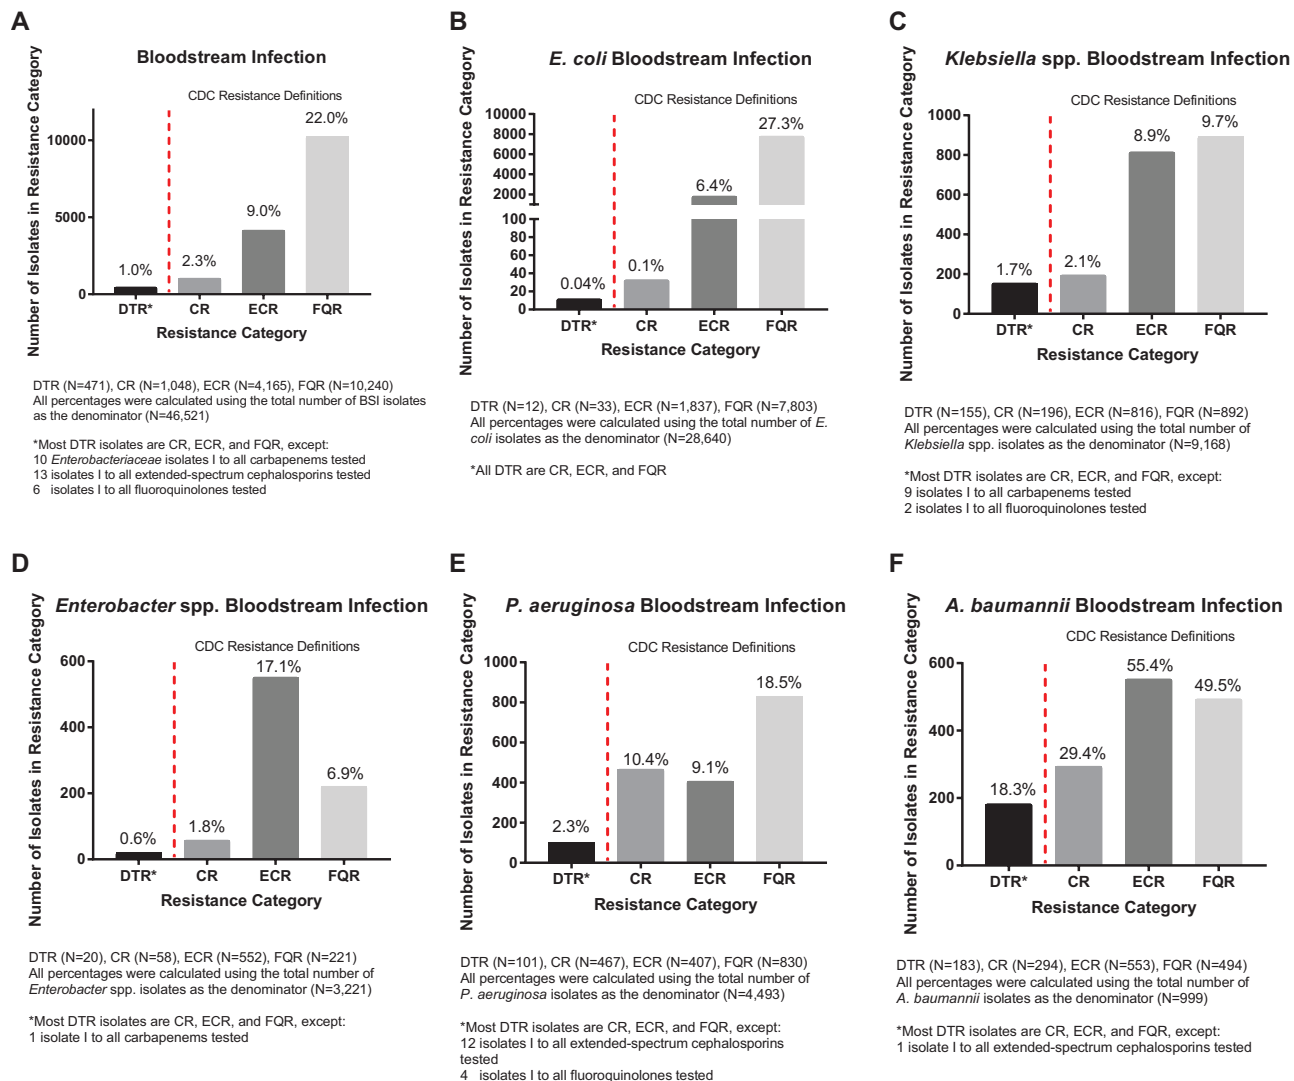 A
Bloodstream Infection
CDC Resistance Definitions
Number of Isolates in Resistance Category
10000
5000
0
1.0%
2.3%
9.0%
22.0%
DTR*
CR
ECR
FQR
Resistance Category
DTR (N=471), CR (N=1,048), ECR (N=4,165), FQR (N=10,240)
All percentages were calculated using the total number of BSI isolates
as the denominator (N=46,521)
*Most DTR isolates are CR, ECR, and FQR, except:
10 Enterobacteriaceae isolates I to all carbapenems tested
13 isolates I to all extended-spectrum cephalosporins tested
6 isolates I to all fluoroquinolones tested
B
E. coli Bloodstream Infection
CDC Resistance Definitions
Number of Isolates in Resistance Category
10000
8000
6000
4000
2000
100
80
60
40
20
0
0.04%
0.1%
6.4%
27.3%
DTR*
CR
ECR
FQR
Resistance Category
DTR (N=12), CR (N=33), ECR (N=1,837), FQR (N=7,803)
All percentages were calculated using the total number of E.
coli isolates as the denominator (N=28,640)
*All DTR are CR, ECR, and FQR
C
Klebsiella spp. Bloodstream Infection
CDC Resistance Definitions
Number of Isolates in Resistance Category
1000
800
600
400
200
0
1.7%
2.1%
8.9%
9.7%
DTR*
CR
ECR
FQR
Resistance Category
DTR (N=155), CR (N=196), ECR (N=816), FQR (N=892)
All percentages were calculated using the total number of
Klebsiella spp. isolates as the denominator (N=9,168)
*Most DTR isolates are CR, ECR, and FQR, except:
9 isolates I to all carbapenems tested
2 isolates I to all fluoroquinolones tested
D
Enterobacter spp. Bloodstream Infection
CDC Resistance Definitions
Number of Isolates in Resistance Category
600
400
200
0
0.6%
1.8%
17.1%
6.9%
DTR*
CR
ECR
FQR
Resistance Category
DTR (N=20), CR (N=58), ECR (N=552), FQR (N=221)
All percentages were calculated using the total number of
Enterobacter spp. isolates as the denominator (N=3,221)
*Most DTR isolates are CR, ECR, and FQR, except:
1 isolate I to all carbapenems tested
E
P. aeruginosa Bloodstream Infection
CDC Resistance Definitions
Number of Isolates in Resistance Category
1000
800
600
400
200
0
2.3%
10.4%
9.1%
18.5%
DTR*
CR
ECR
FQR
Resistance Category
DTR (N=101), CR (N=467), ECR (N=407), FQR (N=830)
All percentages were calculated using the total number of
P. aeruginosa isolates as the denominator (N=4,493)
*Most DTR isolates are CR, ECR, and FQR, except:
12 isolates I to all extended-spectrum cephalosporins
tested
4 isolates I to all fluoroquinolones tested
F
A. baumannii Bloodstream Infection
CDC Resistance Definitions
Number of Isolates in Resistance Category
600
400
200
0
18.3%
29.4%
55.4%
49.5%
DTR*
CR
ECR
FQR
Resistance Category
DTR (N=183), CR (N=294), ECR (N=553), FQR (N=494)
All percentages were calculated using the total number of
A. baumannii isolates as the denominator (N=999)
*Most DTR isolates are CR, ECR, and FQR, except:
1 isolate I to all extended-spectrum cephalosporins tested